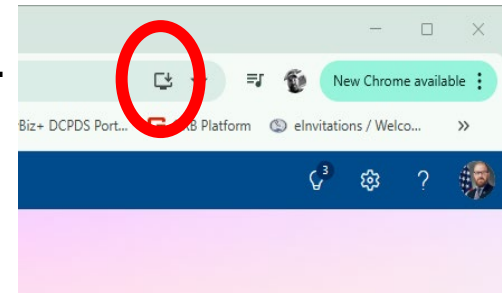 New Chrome available
Biz+ DCPDS Port...
Platform
eInvitations / Welco...
3